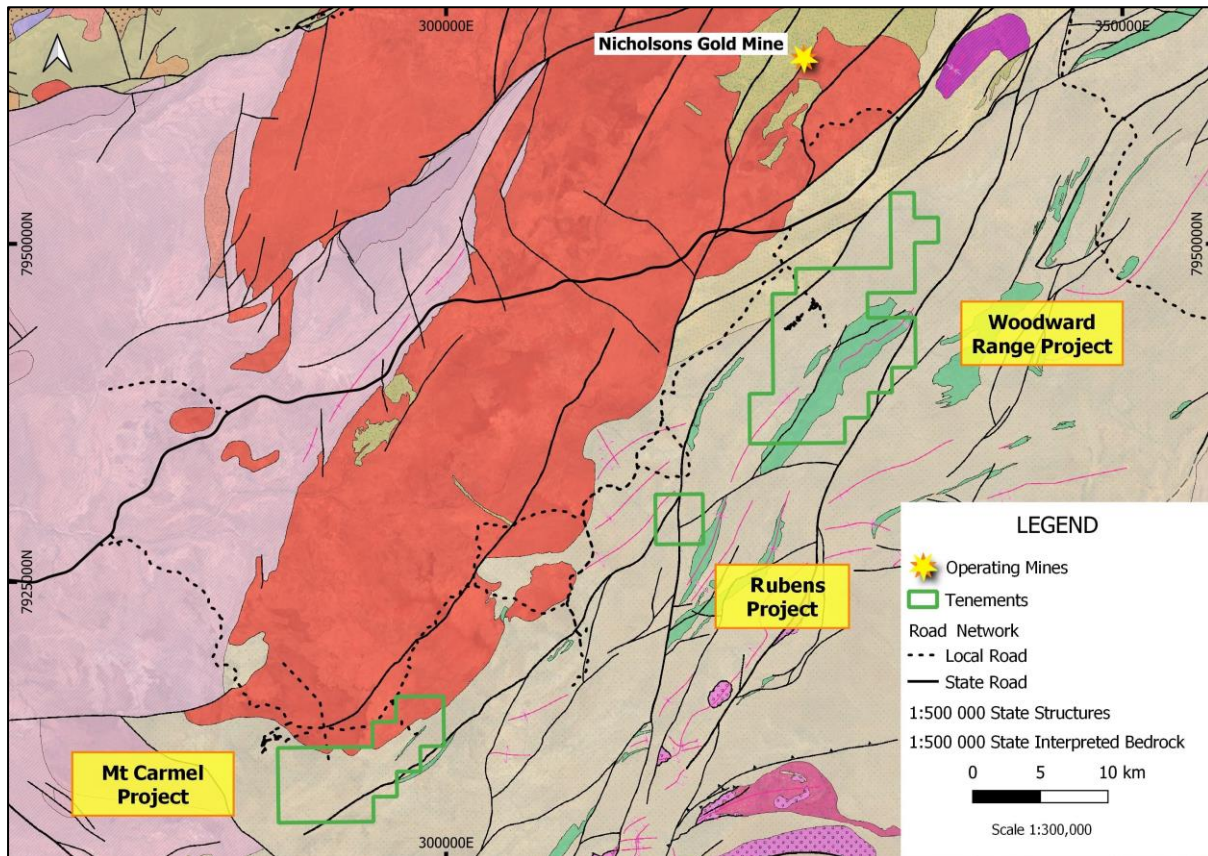 300000E
350000E
Nicholsons Gold Mine
7950000N
7950000N
Woodward
Range Project
7925000N
Rubens
Project
Mt Carmel
Project
300000E
LEGEND
Operating Mines
Tenements
Road Network
Local Road
State Road
1:500 000 State Structures
1:500 000 State Interpreted Bedrock
0 5 10 km
Scale 1:300,000